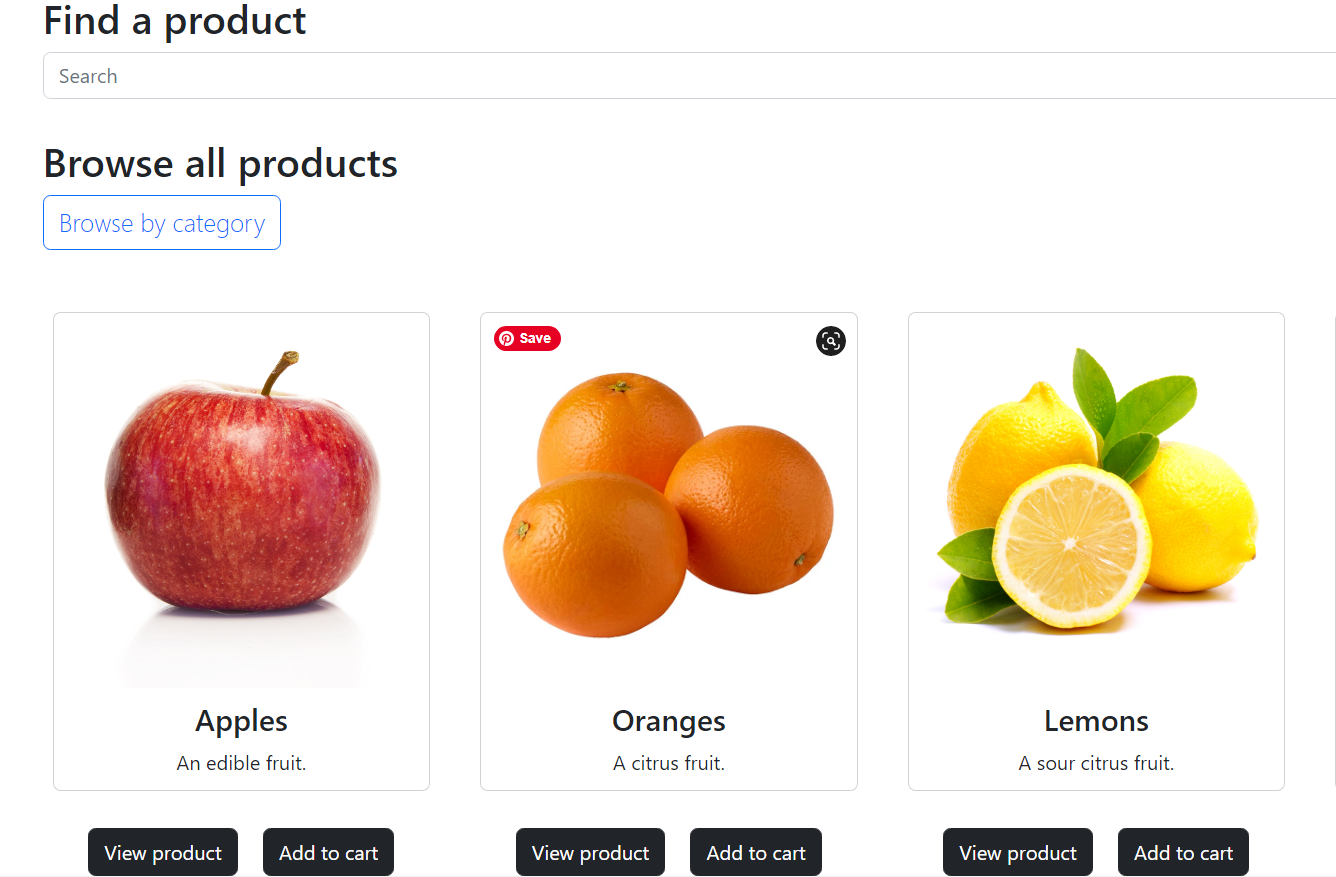 Find a product
Search
Browse all products
Browse by category
Save
Apples
An edible fruit.
Oranges
A citrus fruit.
Lemons
A sour citrus fruit.
View product
Add to cart
View product
Add to cart
View product
Add to cart